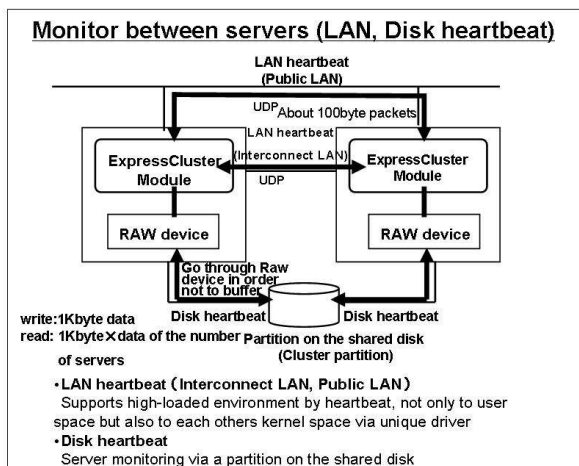 Monitor between servers (LAN, Disk heartbeat)
LAN heartbeat
(Public LAN)
UDP About 100byte packets
LAN heartbeat
(Interconnect LAN)
UDP
ExpressCluster
Module
ExpressCluster
Module
RAW device
RAW device
Go through Raw
device in order
not to buffer
Disk heartbeat
Disk heartbeat
write:1Kbyte data
read: 1Kbyte×data of the number
of servers
Partition on the shared disk
(Cluster partition)
・LAN heartbeat (Interconnect LAN, Public LAN)
Supports high-loaded environment by heartbeat, not only to user
space but also to each others kernel space via unique driver
・Disk heartbeat
Server monitoring via a partition on the shared disk